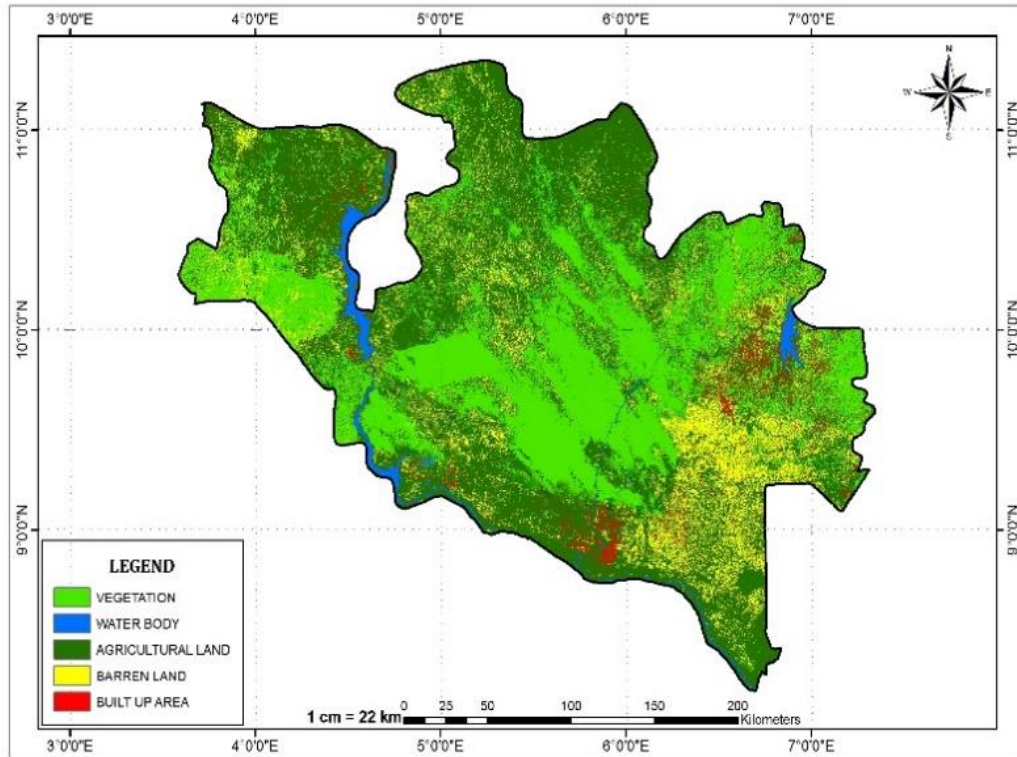 3°0'0"E 4°0'0"E 5°0'0"E 6°0'0"E 7°0'0"E
N
W E
S
11°0'0"N 11°0'0"N
10°0'0"N 10°0'0"N
9°0'0"N 9°0'0"N
LEGEND
VEGETATION
WATER BODY
AGRICULTURAL LAND
BARREN LAND
BUILT UP AREA
0 25 50 100 150 200
1 cm = 22 km Kilometers
3°0'0"E 4°0'0"E 5°0'0"E 6°0'0"E 7°0'0"E